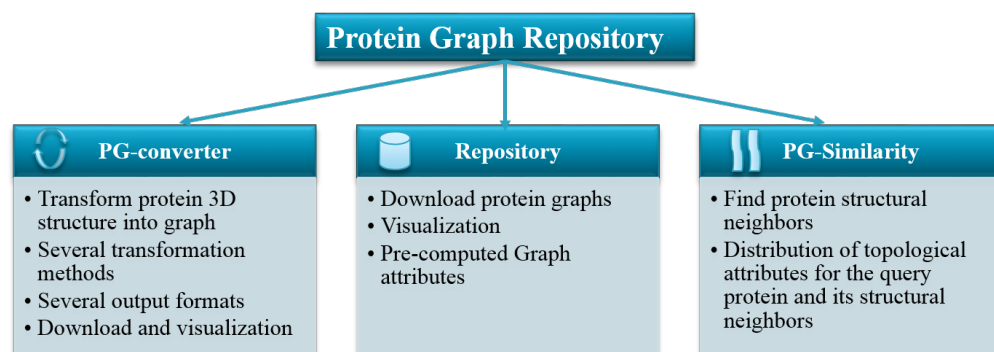 Protein Graph Repository
PG-converter
• Transform protein 3D
structure into graph
• Several transformation
methods
• Several output formats
• Download and visualization
Repository
• Download protein graphs
• Visualization
• Pre-computed Graph
attributes
PG-Similarity
• Find protein structural
neighbors
• Distribution of topological
attributes for the query
protein and its structural
neighbors